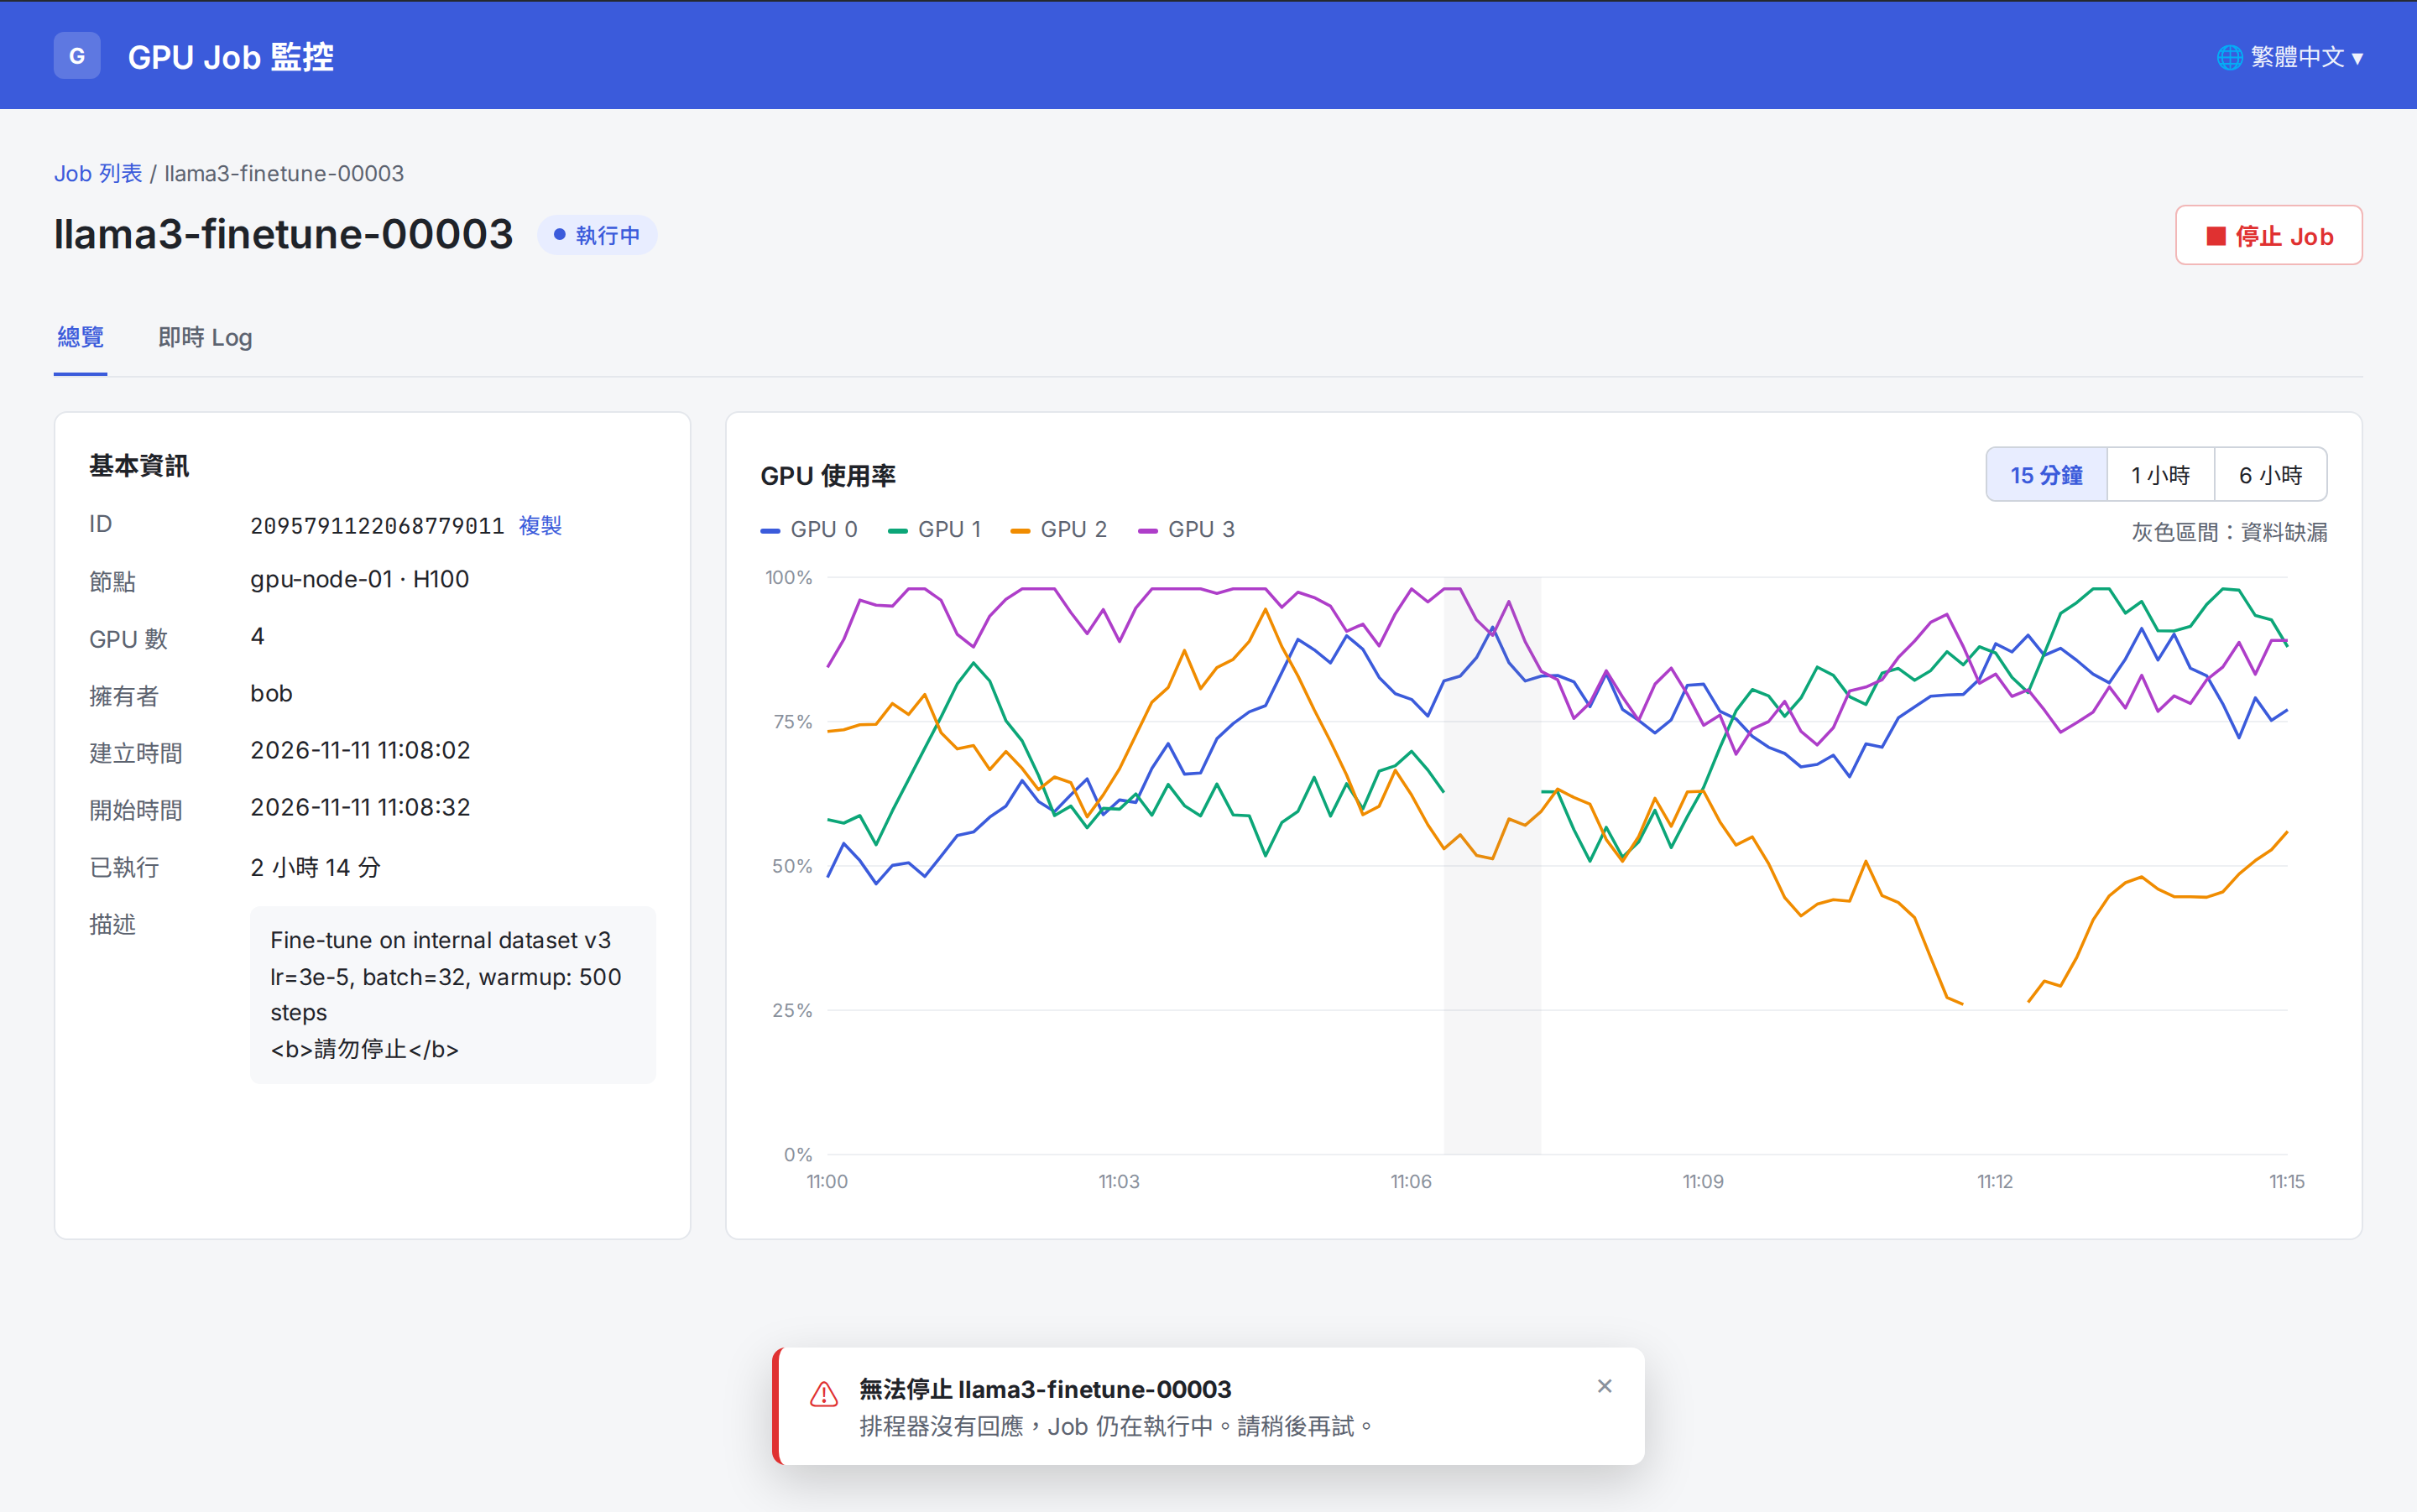 G
GPU Job 監控
🌐 繁體中文 ▾
Job 列表 / llama3-finetune-00003
llama3-finetune-00003
執行中
停止 Job
總覽
即時 Log
基本資訊
ID 2095791122068779011 複製
節點 gpu-node-01 · H100
GPU 數 4
擁有者 bob
建立時間 2026-11-11 11:08:02
開始時間 2026-11-11 11:08:32
已執行 2 小時 14 分
描述
Fine-tune on internal dataset v3
lr=3e-5, batch=32, warmup: 500
steps
<b>請勿停止</b>
GPU 使用率
15 分鐘 1 小時 6 小時
GPU 0 GPU 1 GPU 2 GPU 3
灰色區間：資料缺漏
100%
75%
50%
25%
0%
11:00 11:03 11:06 11:09 11:12 11:15
無法停止 llama3-finetune-00003
排程器沒有回應，Job 仍在執行中。請稍後再試。